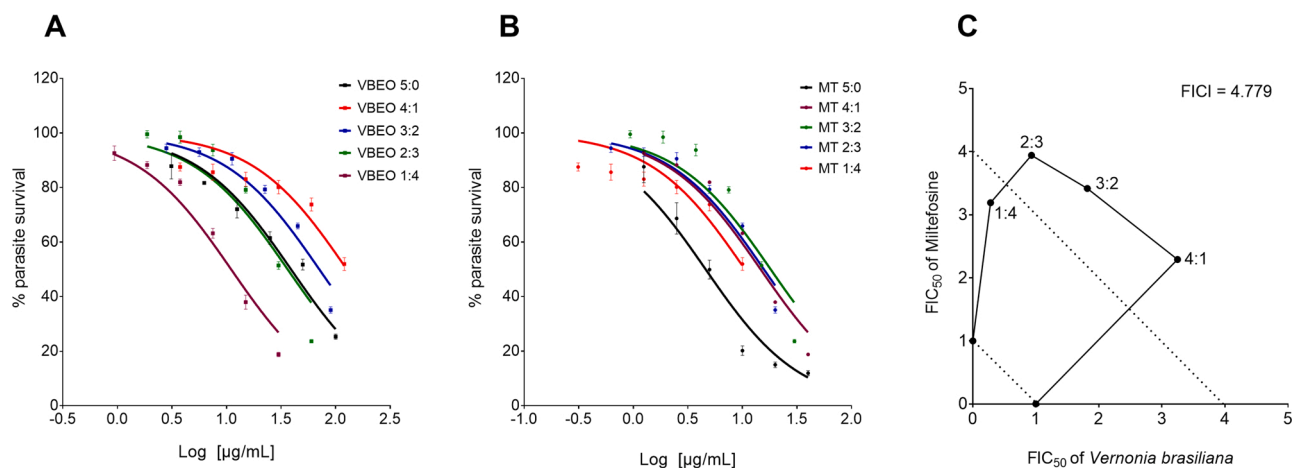 A
B
C
120
100
80
60
40
20
0
-0.5
0.0
0.5
1.0
1.5
2.0
2.5
% parasite survival
Log [µg/mL]
VBEO 5:0
VBEO 4:1
VBEO 3:2
VBEO 2:3
VBEO 1:4
120
100
80
60
40
20
0
-1.0
-0.5
0.0
0.5
1.0
1.5
2.0
% parasite survival
Log [µg/mL]
MT 5:0
MT 4:1
MT 3:2
MT 2:3
MT 1:4
FICI = 4.779
5
4
3
2
1
0
0
1
2
3
4
5
2:3
3:2
1:4
4:1
FIC50 of Miltefosine
FIC50 of Vernonia brasiliana